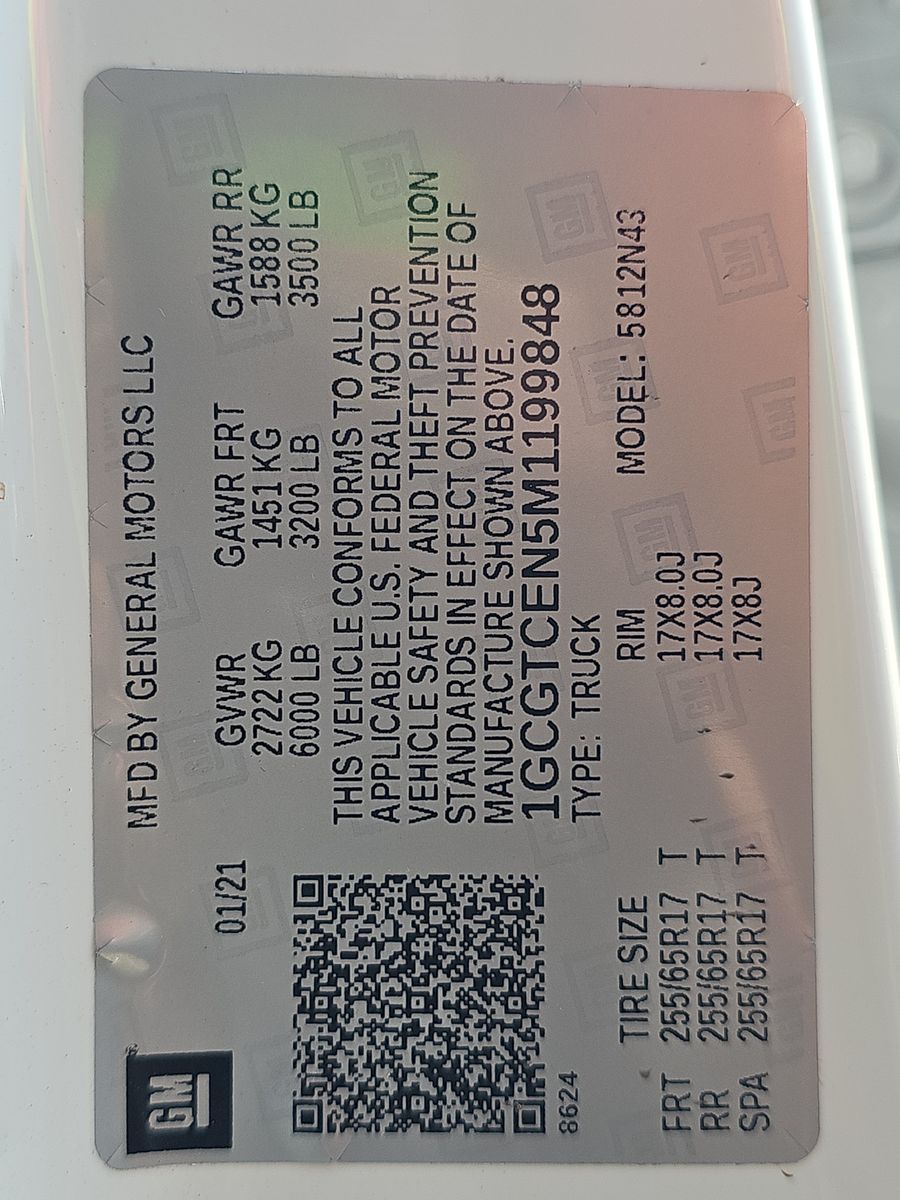 GM
MFD BY GENERAL MOTORS LLC
01/21
GVWR GAWR FRT GAWR RR
2722 KG 1451 KG 1588 KG
6000 LB 3200 LB 3500 LB
THIS VEHICLE CONFORMS TO ALL
APPLICABLE U.S. FEDERAL MOTOR
VEHICLE SAFETY AND THEFT PREVENTION
STANDARDS IN EFFECT ON THE DATE OF
MANUFACTURE SHOWN ABOVE.
1GCGTCEN5M1199848
TYPE: TRUCK
8624
MODEL: 5812N43
TIRE SIZE RIM
FRT 255/65R17 T 17X8.0J
RR 255/65R17 T 17X8.0J
SPA 255/65R17 T 17X8J